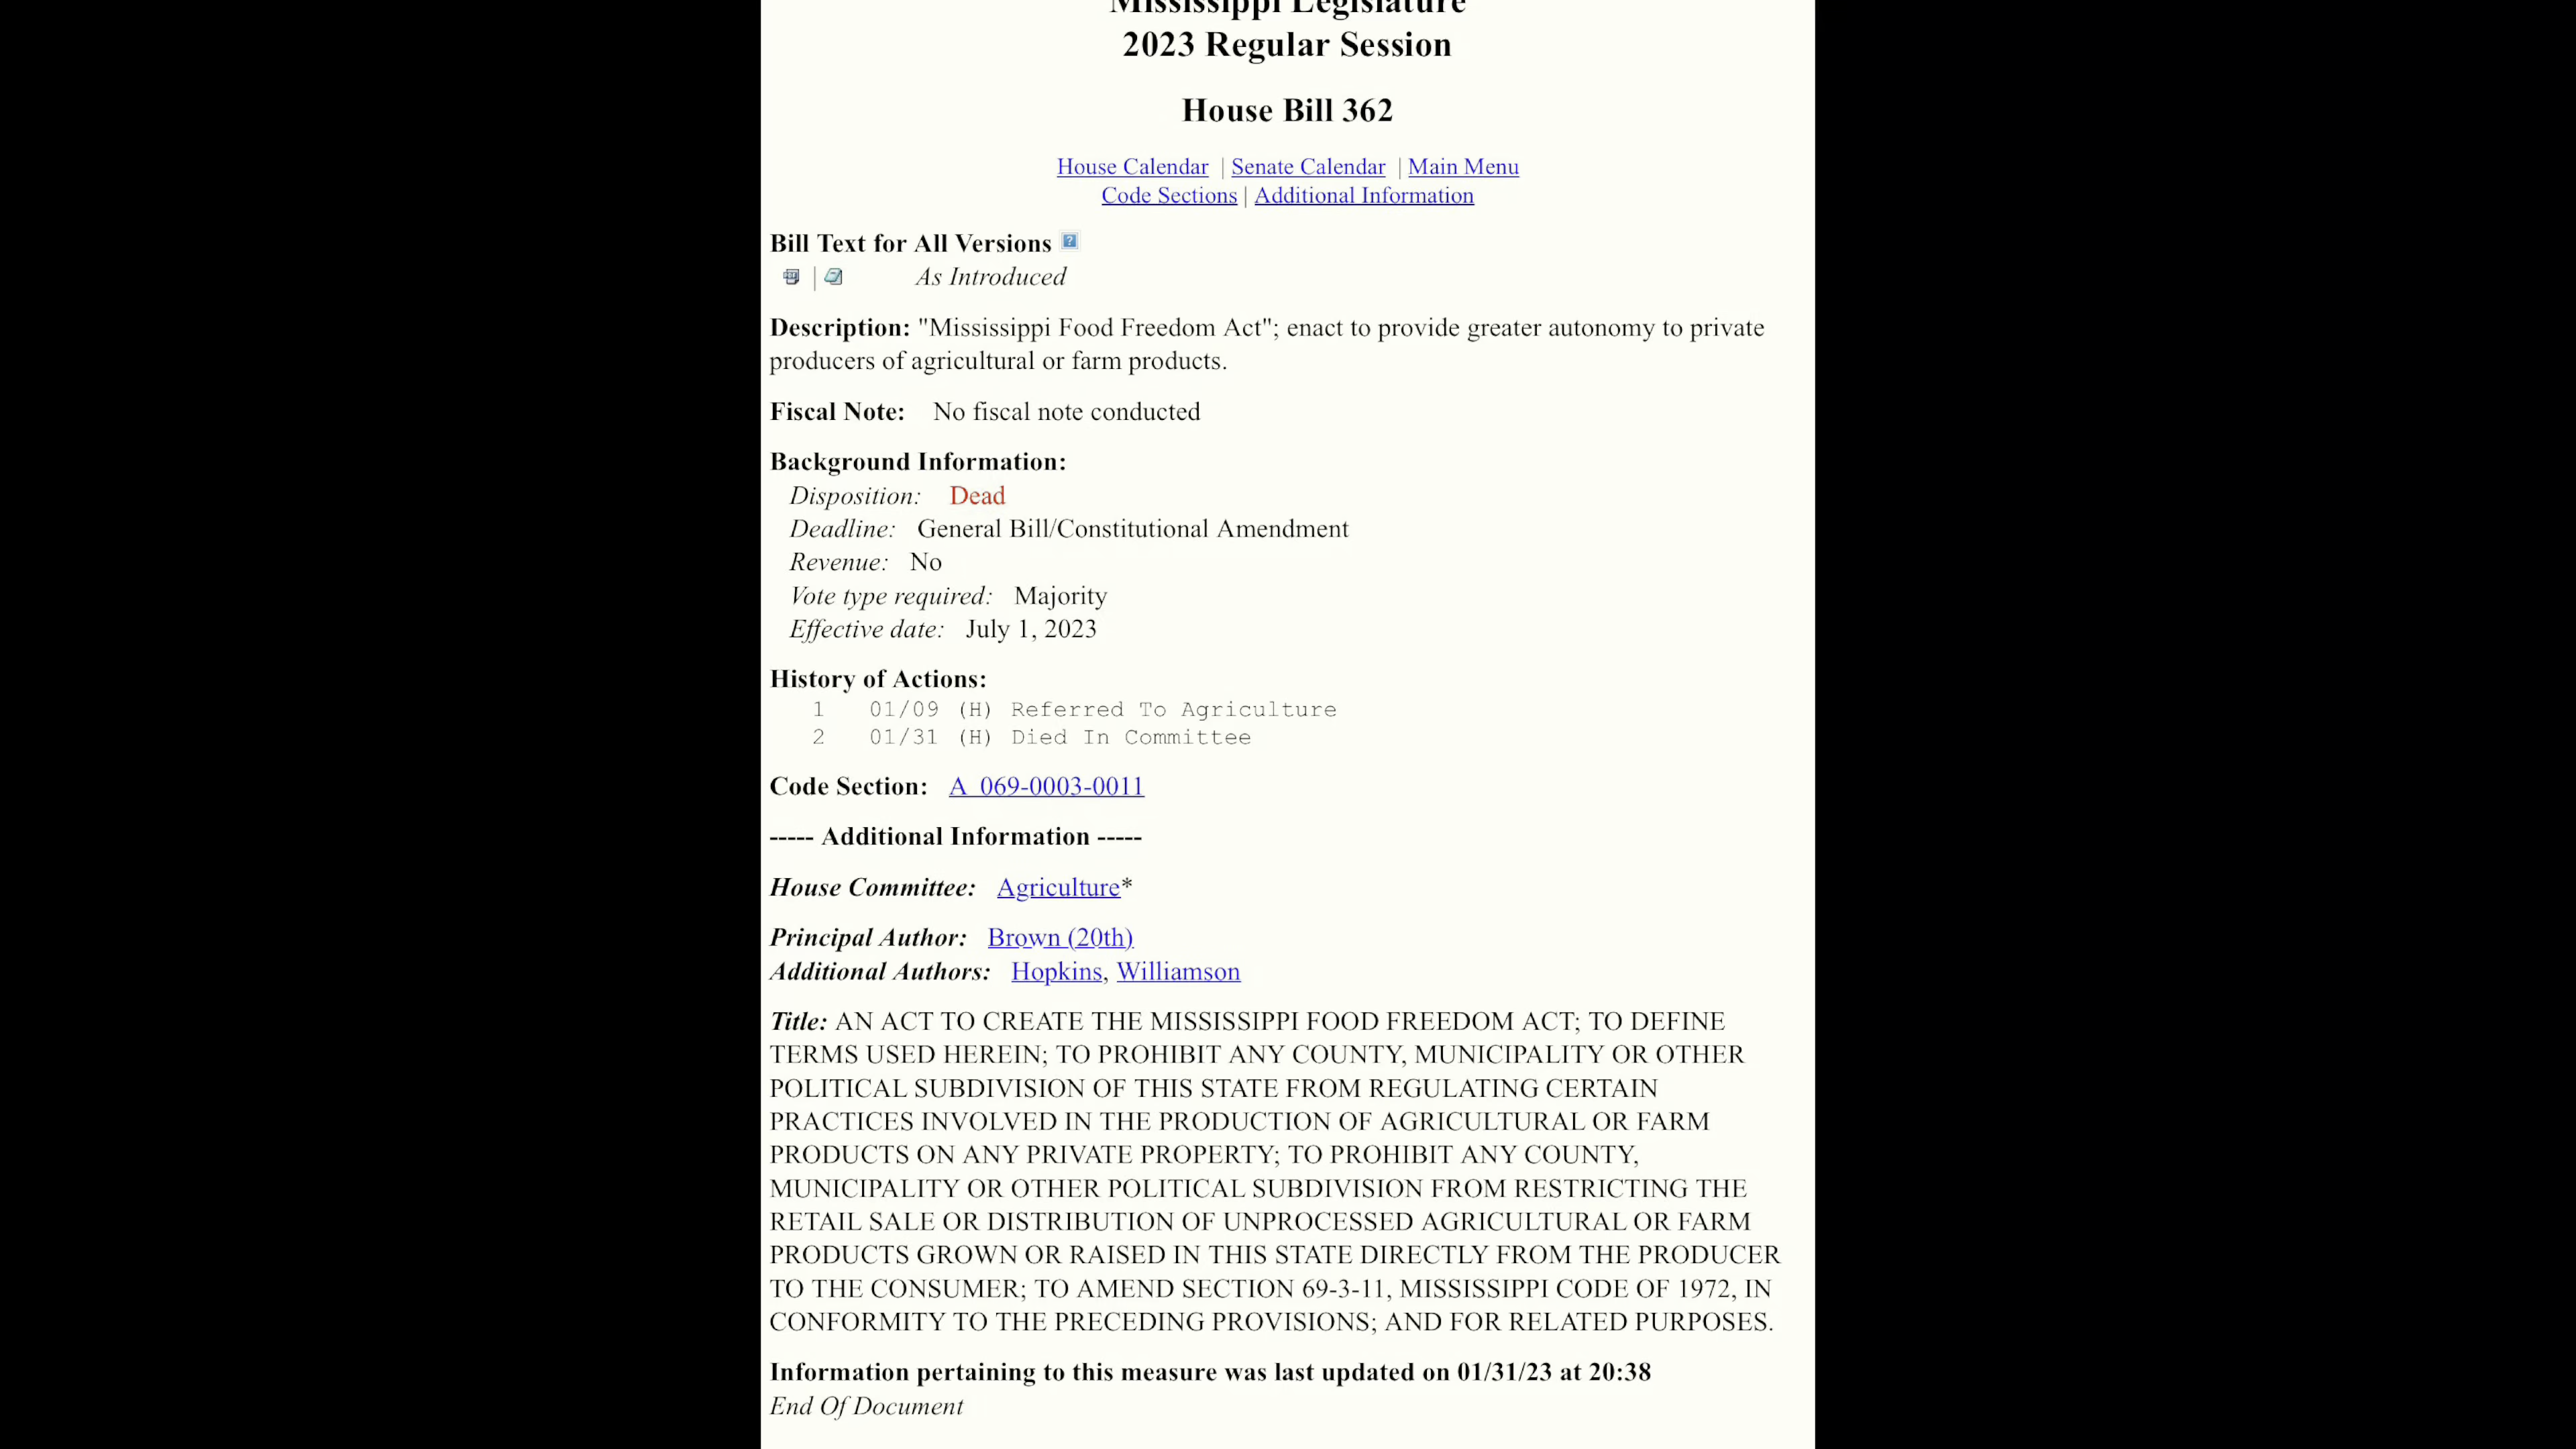 Mississippi Legislature
2023 Regular Session
House Bill 362
House Calendar | Senate Calendar | Main Menu
Code Sections | Additional Information
Bill Text for All Versions
| As Introduced
Description: "Mississippi Food Freedom Act"; enact to provide greater autonomy to private
producers of agricultural or farm products.
Fiscal Note: No fiscal note conducted
Background Information:
Disposition: Dead
Deadline: General Bill/Constitutional Amendment
Revenue: No
Vote type required: Majority
Effective date: July 1, 2023
History of Actions:
1 01/09 (H) Referred To Agriculture
2 01/31 (H) Died In Committee
Code Section: A 069-0003-0011
----- Additional Information -----
House Committee: Agriculture*
Principal Author: Brown (20th)
Additional Authors: Hopkins, Williamson
Title: AN ACT TO CREATE THE MISSISSIPPI FOOD FREEDOM ACT; TO DEFINE
TERMS USED HEREIN; TO PROHIBIT ANY COUNTY, MUNICIPALITY OR OTHER
POLITICAL SUBDIVISION OF THIS STATE FROM REGULATING CERTAIN
PRACTICES INVOLVED IN THE PRODUCTION OF AGRICULTURAL OR FARM
PRODUCTS ON ANY PRIVATE PROPERTY; TO PROHIBIT ANY COUNTY,
MUNICIPALITY OR OTHER POLITICAL SUBDIVISION FROM RESTRICTING THE
RETAIL SALE OR DISTRIBUTION OF UNPROCESSED AGRICULTURAL OR FARM
PRODUCTS GROWN OR RAISED IN THIS STATE DIRECTLY FROM THE PRODUCER
TO THE CONSUMER; TO AMEND SECTION 69-3-11, MISSISSIPPI CODE OF 1972, IN
CONFORMITY TO THE PRECEDING PROVISIONS; AND FOR RELATED PURPOSES.
Information pertaining to this measure was last updated on 01/31/23 at 20:38
End Of Document